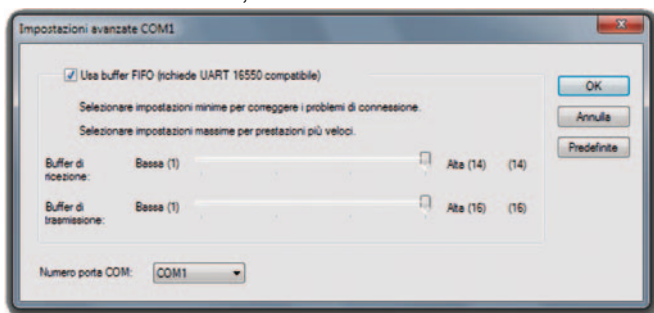 Impostazioni avanzate COM1
Usa buffer FIFO (richiede UART 16550 compatibile)
OK
Selezionare impostazioni minime per correggere i problemi di connessione.
Annulla
Selezionare impostazioni massime per prestazioni più veloci.
Predefinite
Buffer di ricezione: Bassa (1) Alta (14) (14)
Buffer di trasmissione: Bassa (1) Alta (16) (16)
Numero porta COM: COM1